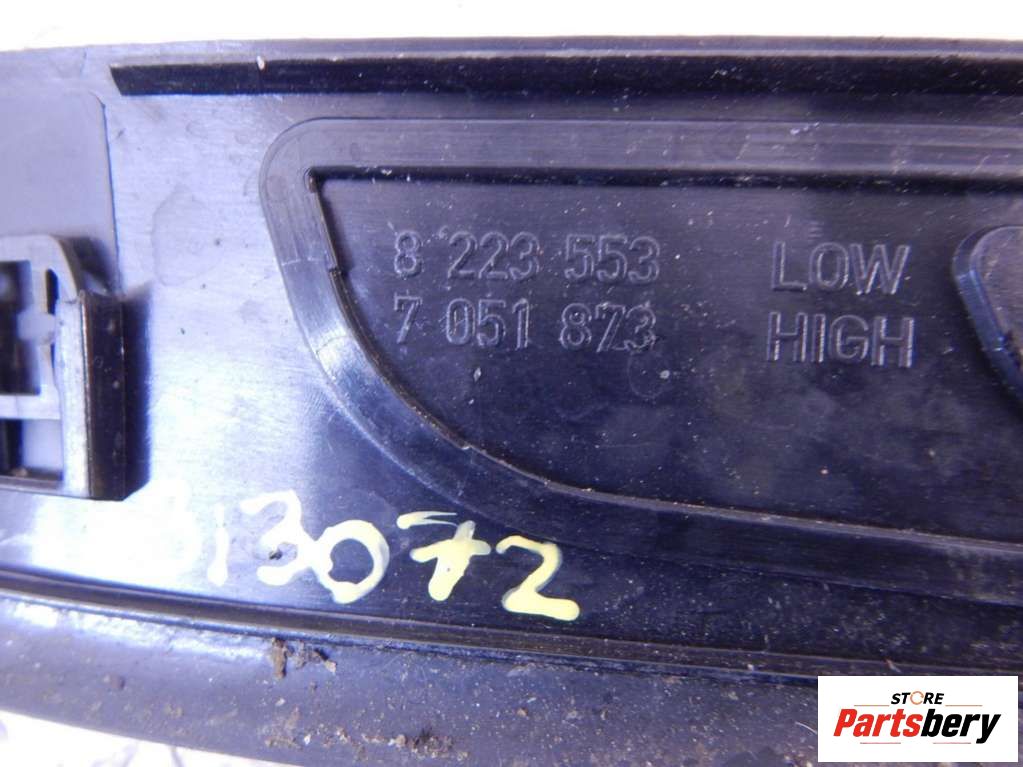 8 223 553 LOW
7 051 873 HIGH
13072
STORE
Partsbery